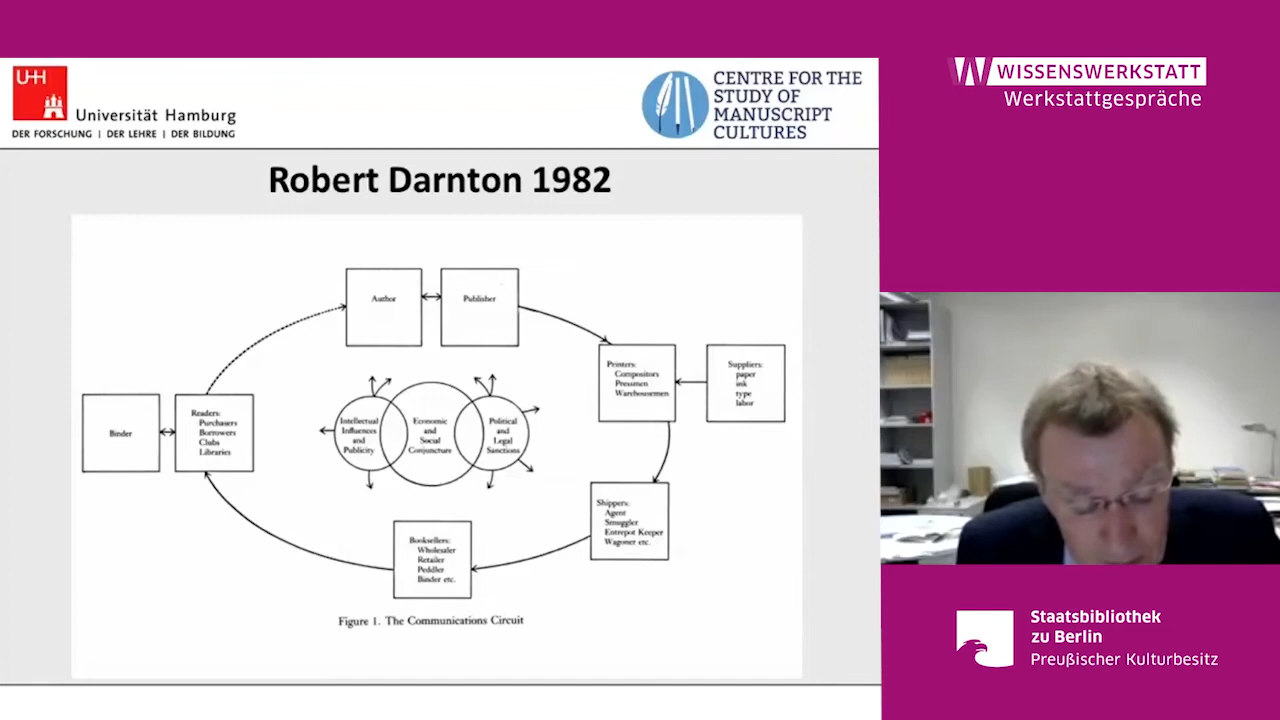 UHH
Universität Hamburg
DER FORSCHUNG | DER LEHRE | DER BILDUNG
CENTRE FOR THE
STUDY OF
MANUSCRIPT
CULTURES
WISSENSWERKSTATT
Werkstattgespräche
Robert Darnton 1982
Author
Publisher
Printers:
Compositors
Pressmen
Warehousemen
Suppliers:
paper
ink
type
labor
Binder
Readers:
Purchasers
Borrowers
Clubs
Libraries
Intellectual
Influences
and
Publicity
Economic
and
Social
Conjuncture
Political
and
Legal
Sanctions
Shippers:
Agent
Smuggler
Entrepot Keeper
Wagoner etc.
Booksellers:
Wholesaler
Retailer
Peddler
Binder etc.
Figure 1. The Communications Circuit
Staatsbibliothek
zu Berlin
Preußischer Kulturbesitz